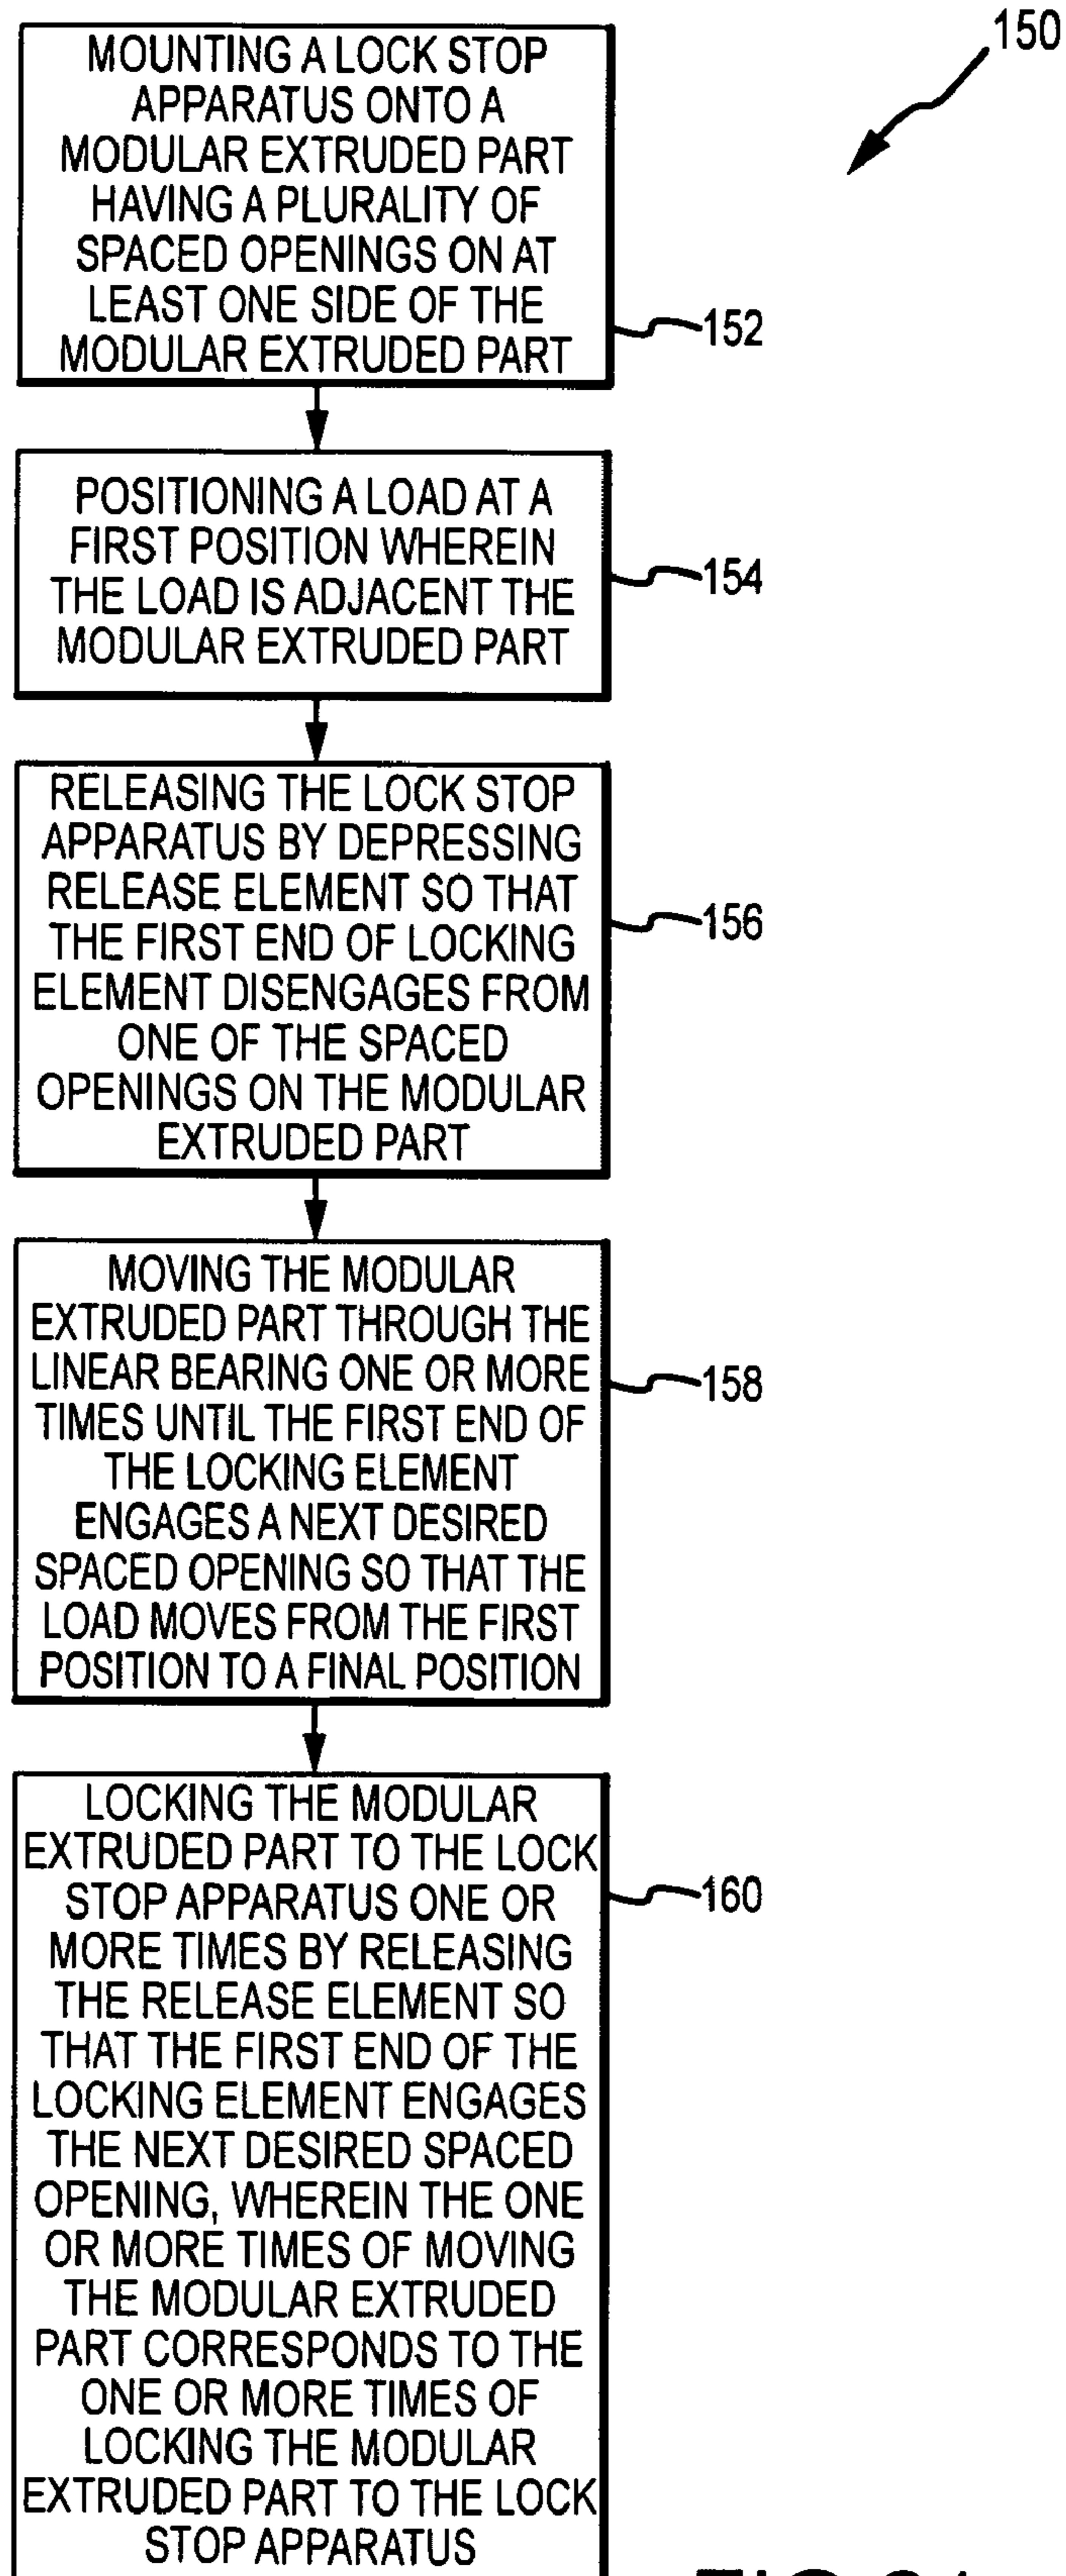 150
MOUNTING A LOCK STOP
APPARATUS ONTO A
MODULAR EXTRUDED PART
HAVING A PLURALITY OF
SPACED OPENINGS ON AT
LEAST ONE SIDE OF THE
MODULAR EXTRUDED PART
152
POSITIONING A LOAD AT A
FIRST POSITION WHEREIN
THE LOAD IS ADJACENT THE
MODULAR EXTRUDED PART
154
RELEASING THE LOCK STOP
APPARATUS BY DEPRESSING
RELEASE ELEMENT SO THAT
THE FIRST END OF LOCKING
ELEMENT DISENGAGES FROM
ONE OF THE SPACED
OPENINGS ON THE MODULAR
EXTRUDED PART
156
MOVING THE MODULAR
EXTRUDED PART THROUGH THE
LINEAR BEARING ONE OR MORE
TIMES UNTIL THE FIRST END OF
THE LOCKING ELEMENT
ENGAGES A NEXT DESIRED
SPACED OPENING SO THAT THE
LOAD MOVES FROM THE FIRST
POSITION TO A FINAL POSITION
158
LOCKING THE MODULAR
EXTRUDED PART TO THE LOCK
STOP APPARATUS ONE OR
MORE TIMES BY RELEASING
THE RELEASE ELEMENT SO
THAT THE FIRST END OF THE
LOCKING ELEMENT ENGAGES
THE NEXT DESIRED SPACED
OPENING, WHEREIN THE ONE
OR MORE TIMES OF MOVING
THE MODULAR EXTRUDED
PART CORRESPONDS TO THE
ONE OR MORE TIMES OF
LOCKING THE MODULAR
EXTRUDED PART TO THE LOCK
STOP APPARATUS
160